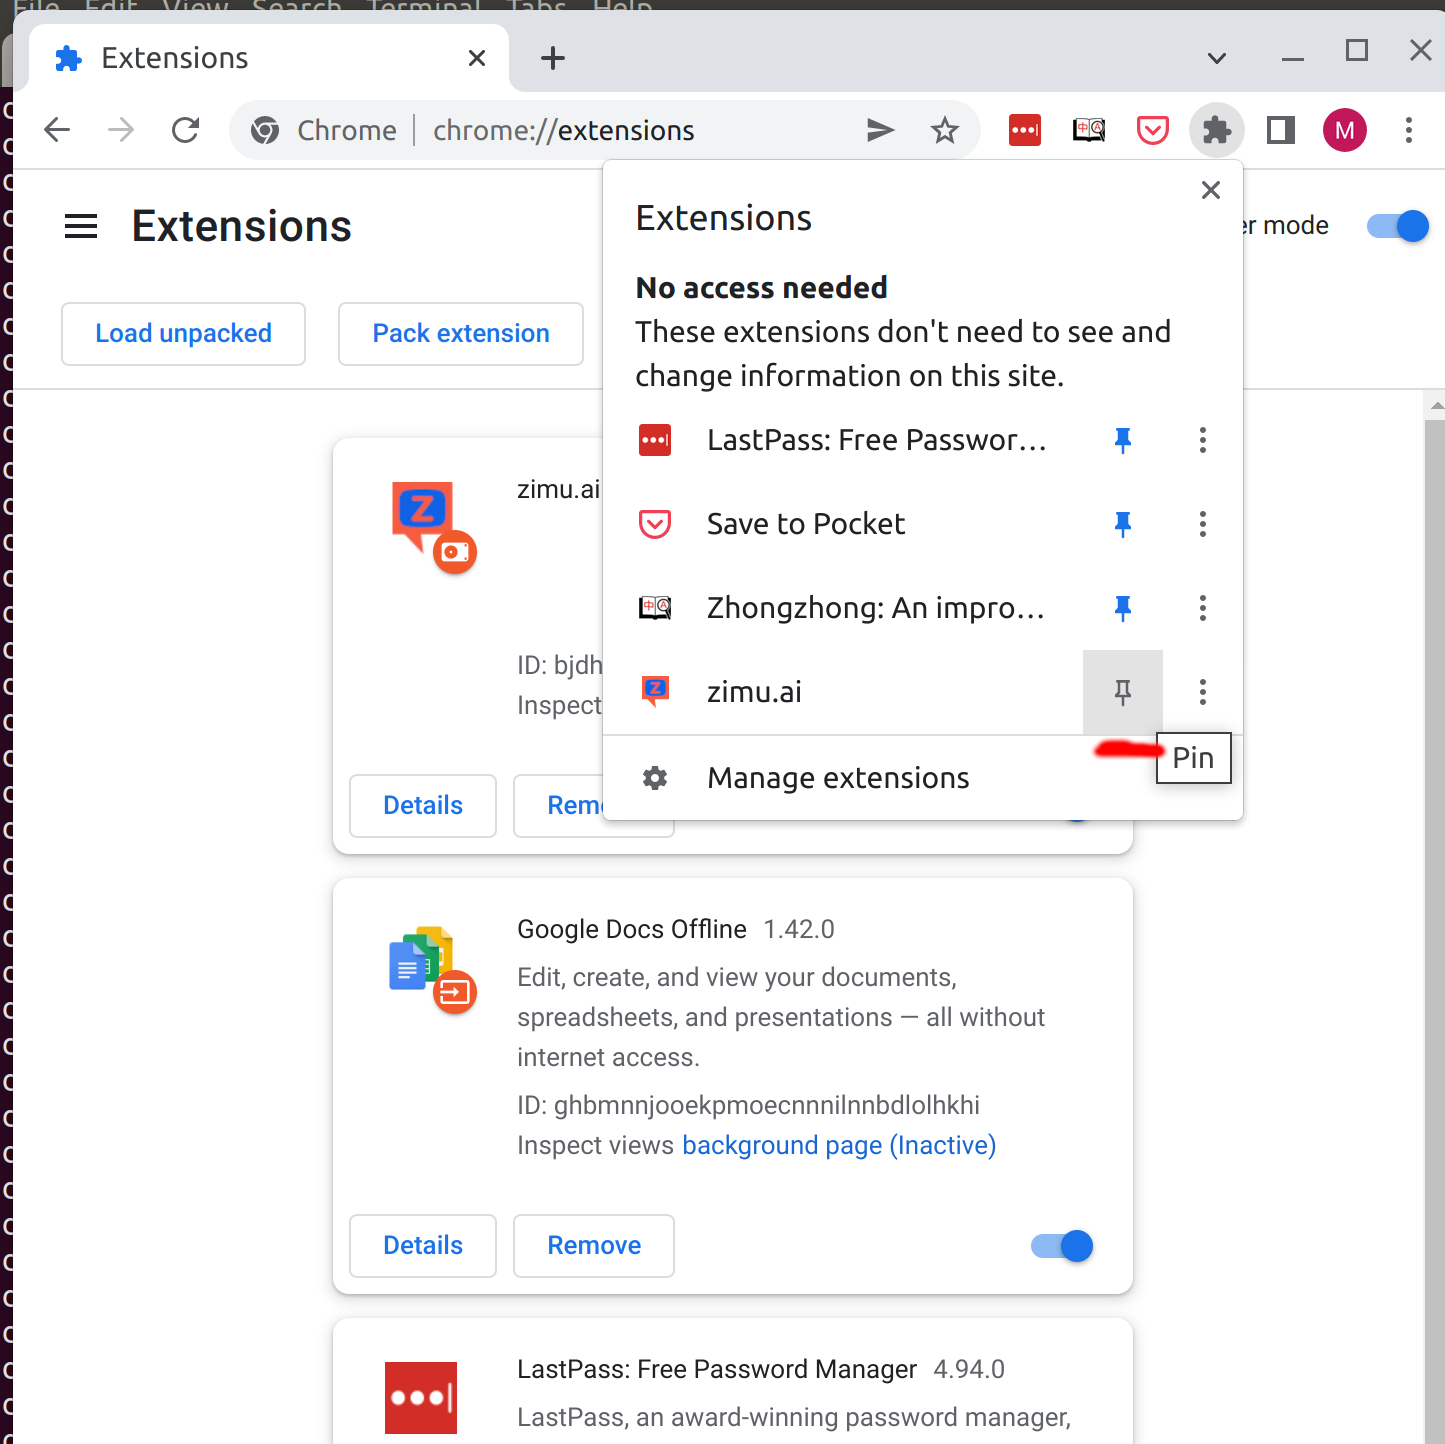 File Edit View Search Terminal Tabs Help
Extensions
Chrome
chrome://extensions
M
Extensions
er mode
Load unpacked
Pack extension
Extensions
No access needed
These extensions don't need to see and
change information on this site.
LastPass: Free Passwor…
Save to Pocket
Zhongzhong: An impro…
zimu.ai
Pin
Manage extensions
zimu.ai
ID: bjdh
Inspect
Details
Rem
Google Docs Offline 1.42.0
Edit, create, and view your documents,
spreadsheets, and presentations — all without
internet access.
ID: ghbmnnjooekpmoecnnnilnnbdlolhkhi
Inspect views background page (Inactive)
Details
Remove
LastPass: Free Password Manager 4.94.0
LastPass, an award-winning password manager,